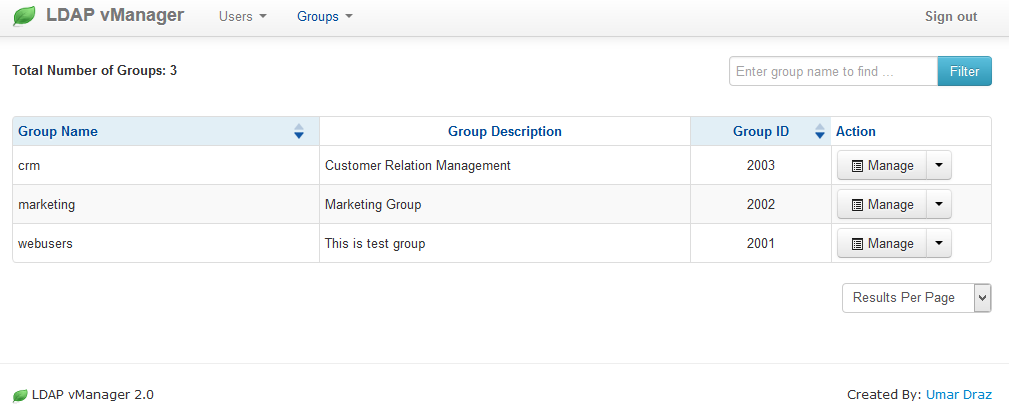 LDAP vManager Users Groups Sign out
Total Number of Groups: 3 Enter group name to find ... Filter
Group Name Group Description Group ID Action
crm Customer Relation Management 2003 Manage
marketing Marketing Group 2002 Manage
webusers This is test group 2001 Manage
Results Per Page
LDAP vManager 2.0 Created By: Umar Draz